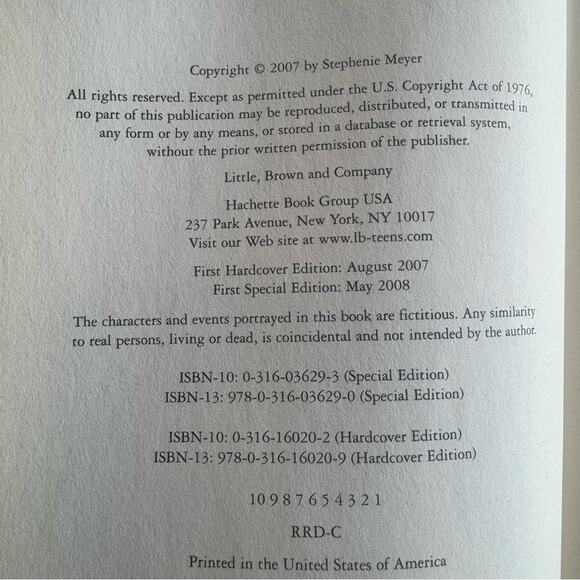 Copyright © 2007 by Stephenie Meyer
All rights reserved. Except as permitted under the U.S. Copyright Act of 1976,
no part of this publication may be reproduced, distributed, or transmitted in
any form or by any means, or stored in a database or retrieval system,
without the prior written permission of the publisher.
Little, Brown and Company
Hachette Book Group USA
237 Park Avenue, New York, NY 10017
Visit our Web site at www.lb-teens.com
First Hardcover Edition: August 2007
First Special Edition: May 2008
The characters and events portrayed in this book are fictitious. Any similarity
to real persons, living or dead, is coincidental and not intended by the author.
ISBN-10: 0-316-03629-3 (Special Edition)
ISBN-13: 978-0-316-03629-0 (Special Edition)
ISBN-10: 0-316-16020-2 (Hardcover Edition)
ISBN-13: 978-0-316-16020-9 (Hardcover Edition)
10 9 8 7 6 5 4 3 2 1
RRD-C
Printed in the United States of America